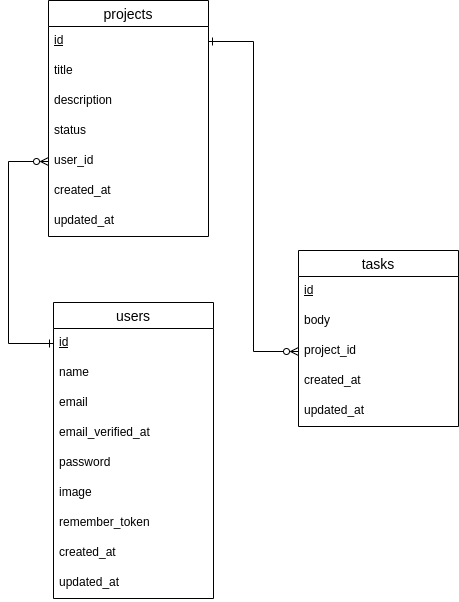 projects
id
title
description
status
user_id
created_at
updated_at
tasks
id
body
project_id
created_at
updated_at
users
id
name
email
email_verified_at
password
image
remember_token
created_at
updated_at